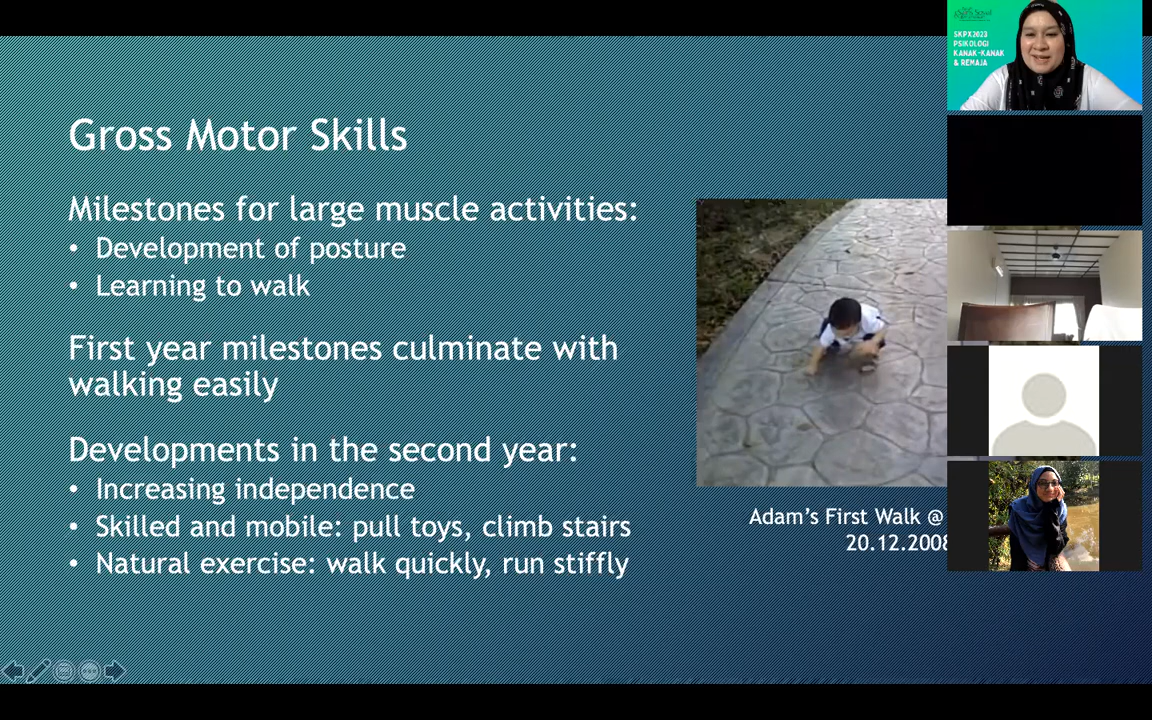 Gross Motor Skills
Milestones for large muscle activities:
• Development of posture
• Learning to walk
First year milestones culminate with
walking easily
Developments in the second year:
• Increasing independence
• Skilled and mobile: pull toys, climb stairs
• Natural exercise: walk quickly, run stiffly
Adam's First Walk @
20.12.2008
SKPX2023
PSIKOLOGI
KANAK-KANAK
& REMAJA